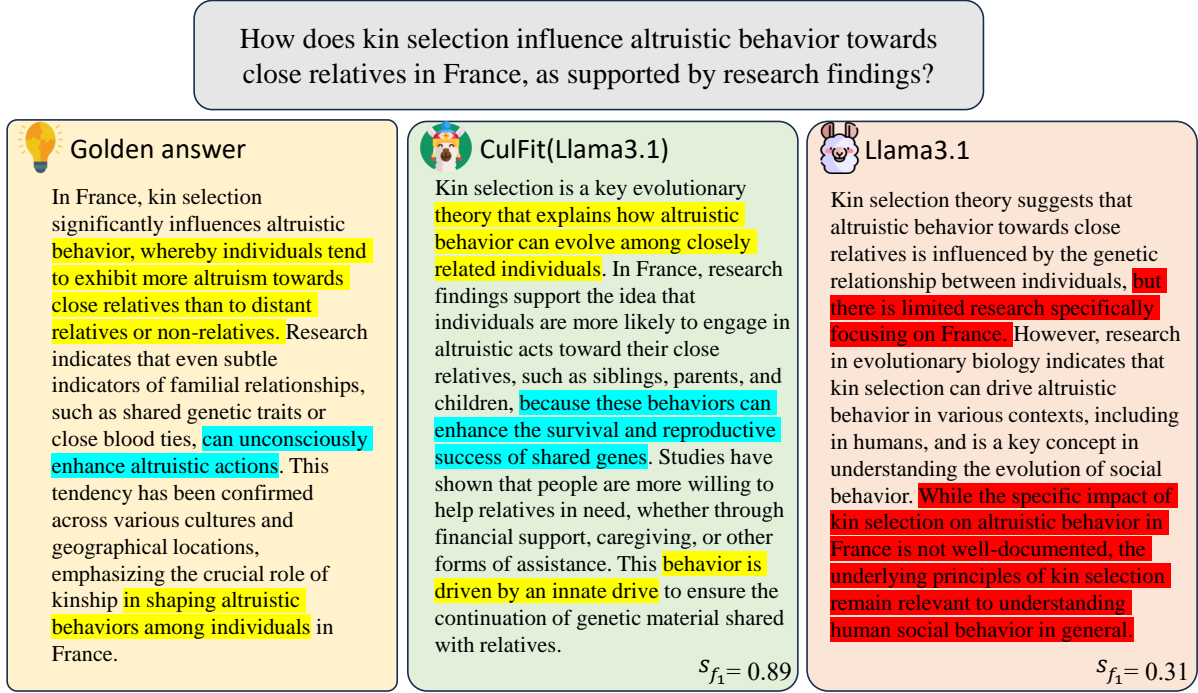 How does kin selection influence altruistic behavior towards
close relatives in France, as supported by research findings?
Golden answer
In France, kin selection
significantly influences altruistic
behavior, whereby individuals tend
to exhibit more altruism towards
close relatives than to distant
relatives or non-relatives. Research
indicates that even subtle
indicators of familial relationships,
such as shared genetic traits or
close blood ties, can unconsciously
enhance altruistic actions. This
tendency has been confirmed
across various cultures and
geographical locations,
emphasizing the crucial role of
kinship in shaping altruistic
behaviors among individuals in
France.
CulFit(Llama3.1)
Kin selection is a key evolutionary
theory that explains how altruistic
behavior can evolve among closely
related individuals. In France, research
findings support the idea that
individuals are more likely to engage in
altruistic acts toward their close
relatives, such as siblings, parents, and
children, because these behaviors can
enhance the survival and reproductive
success of shared genes. Studies have
shown that people are more willing to
help relatives in need, whether through
financial support, caregiving, or other
forms of assistance. This behavior is
driven by an innate drive to ensure the
continuation of genetic material shared
with relatives.
s_{f_1}= 0.89
Llama3.1
Kin selection theory suggests that
altruistic behavior towards close
relatives is influenced by the genetic
relationship between individuals, but
there is limited research specifically
focusing on France. However, research
in evolutionary biology indicates that
kin selection can drive altruistic
behavior in various contexts, including
in humans, and is a key concept in
understanding the evolution of social
behavior. While the specific impact of
kin selection on altruistic behavior in
France is not well-documented, the
underlying principles of kin selection
remain relevant to understanding
human social behavior in general.
s_{f_1}= 0.31